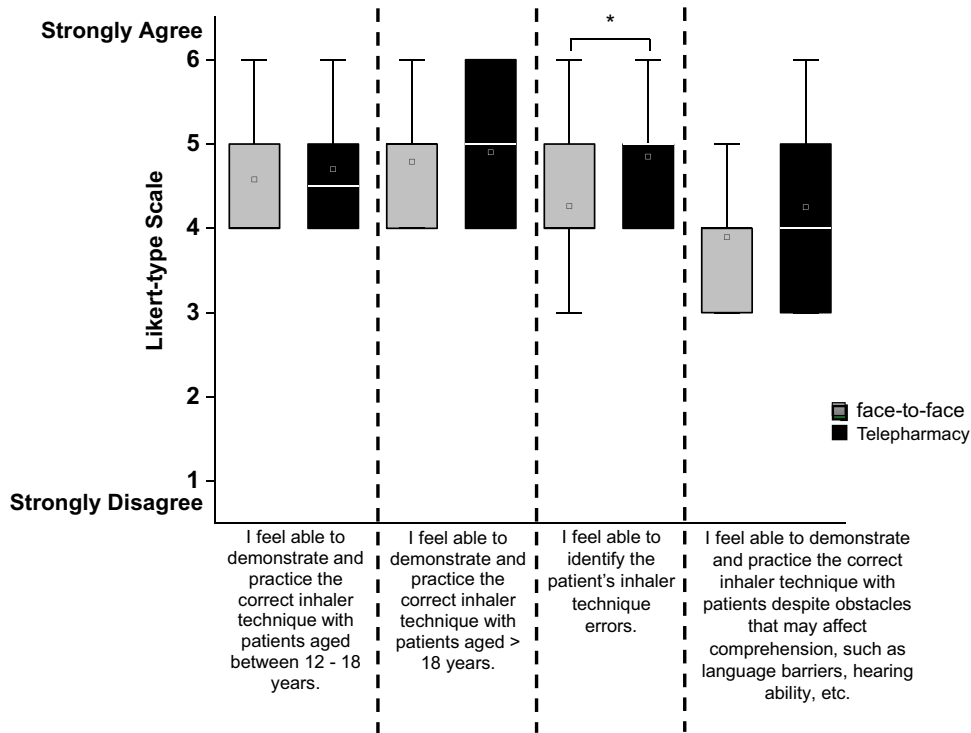 *
Strongly Agree
6
5
4
3
2
1
Strongly Disagree
Likert-type Scale
face-to-face
Telepharmacy
I feel able to
demonstrate and
practice the
correct inhaler
technique with
patients aged
between 12 - 18
years.
I feel able to
demonstrate and
practice the
correct inhaler
technique with
patients aged >
18 years.
I feel able to
identify the
patient’s inhaler
technique
errors.
I feel able to demonstrate
and practice the correct
inhaler technique with
patients despite obstacles
that may affect
comprehension, such as
language barriers, hearing
ability, etc.